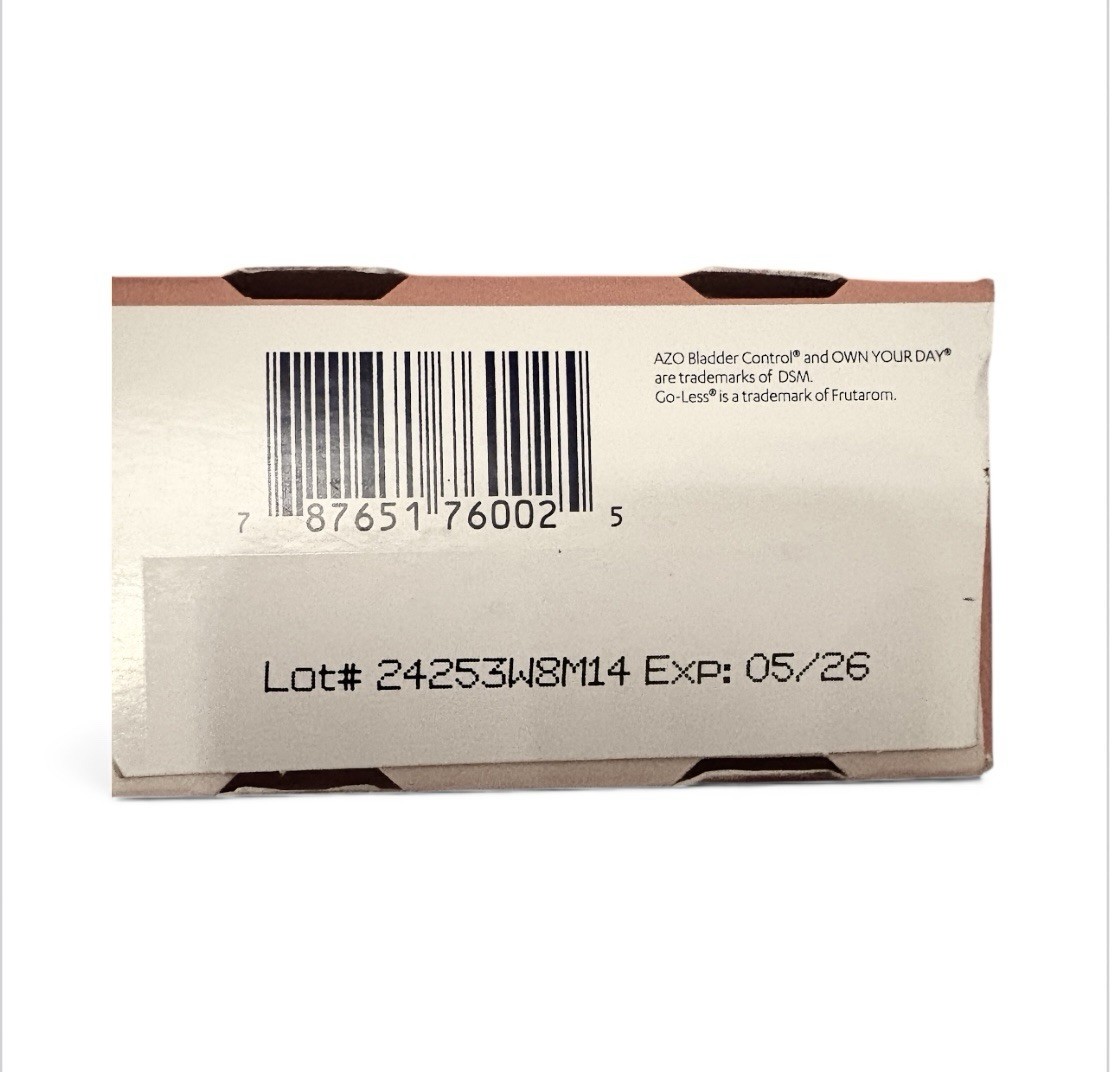 AZO Bladder Control® and OWN YOUR DAY®
are trademarks of DSM.
Go-Less® is a trademark of Frutarom.
7 87651 76002 5
Lot# 24253W8M14 Exp: 05/26